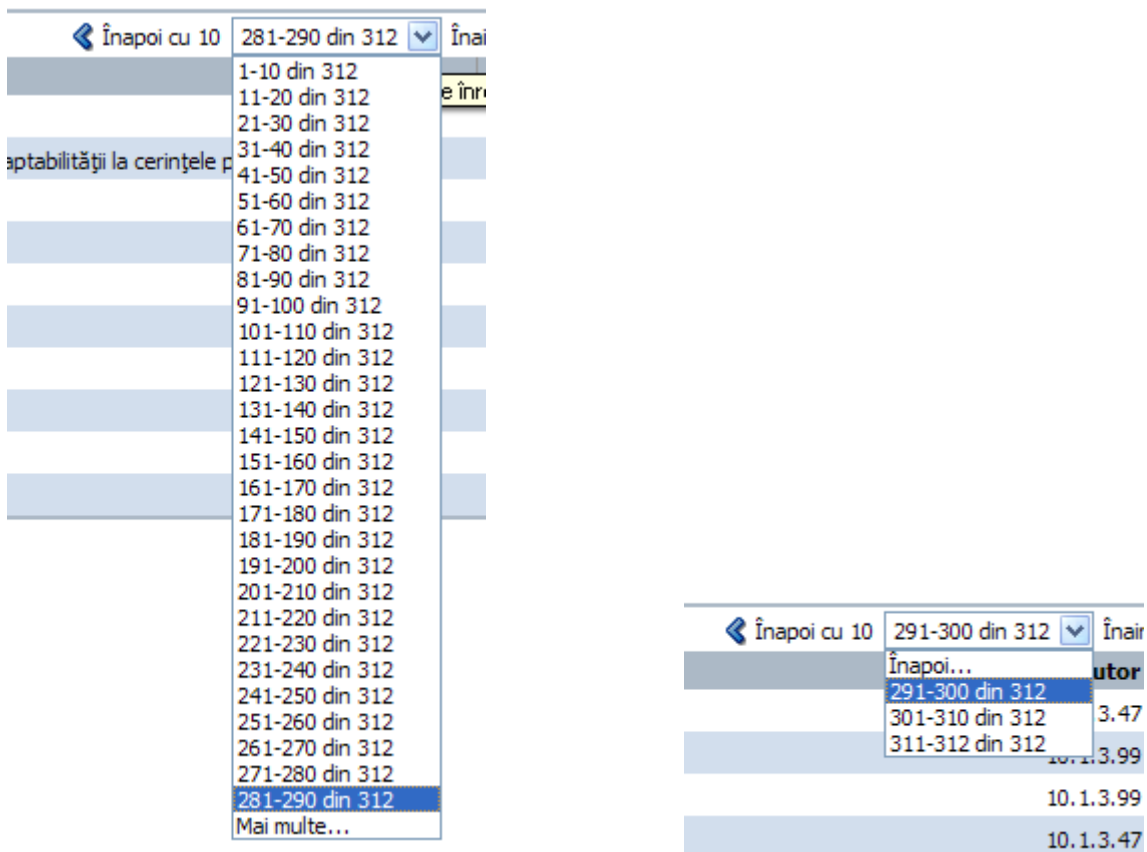 Înapoi cu 10 281-290 din 312
1-10 din 312
11-20 din 312
21-30 din 312
31-40 din 312
41-50 din 312
51-60 din 312
61-70 din 312
71-80 din 312
81-90 din 312
91-100 din 312
101-110 din 312
111-120 din 312
121-130 din 312
131-140 din 312
141-150 din 312
151-160 din 312
161-170 din 312
171-180 din 312
181-190 din 312
191-200 din 312
201-210 din 312
211-220 din 312
221-230 din 312
231-240 din 312
241-250 din 312
251-260 din 312
261-270 din 312
271-280 din 312
281-290 din 312
Mai multe...
aptabilităţii la cerinţele p
Înapoi cu 10 291-300 din 312
Înapoi...
291-300 din 312
301-310 din 312
311-312 din 312
utor
3.47
10.1.3.99
10.1.3.99
10.1.3.47